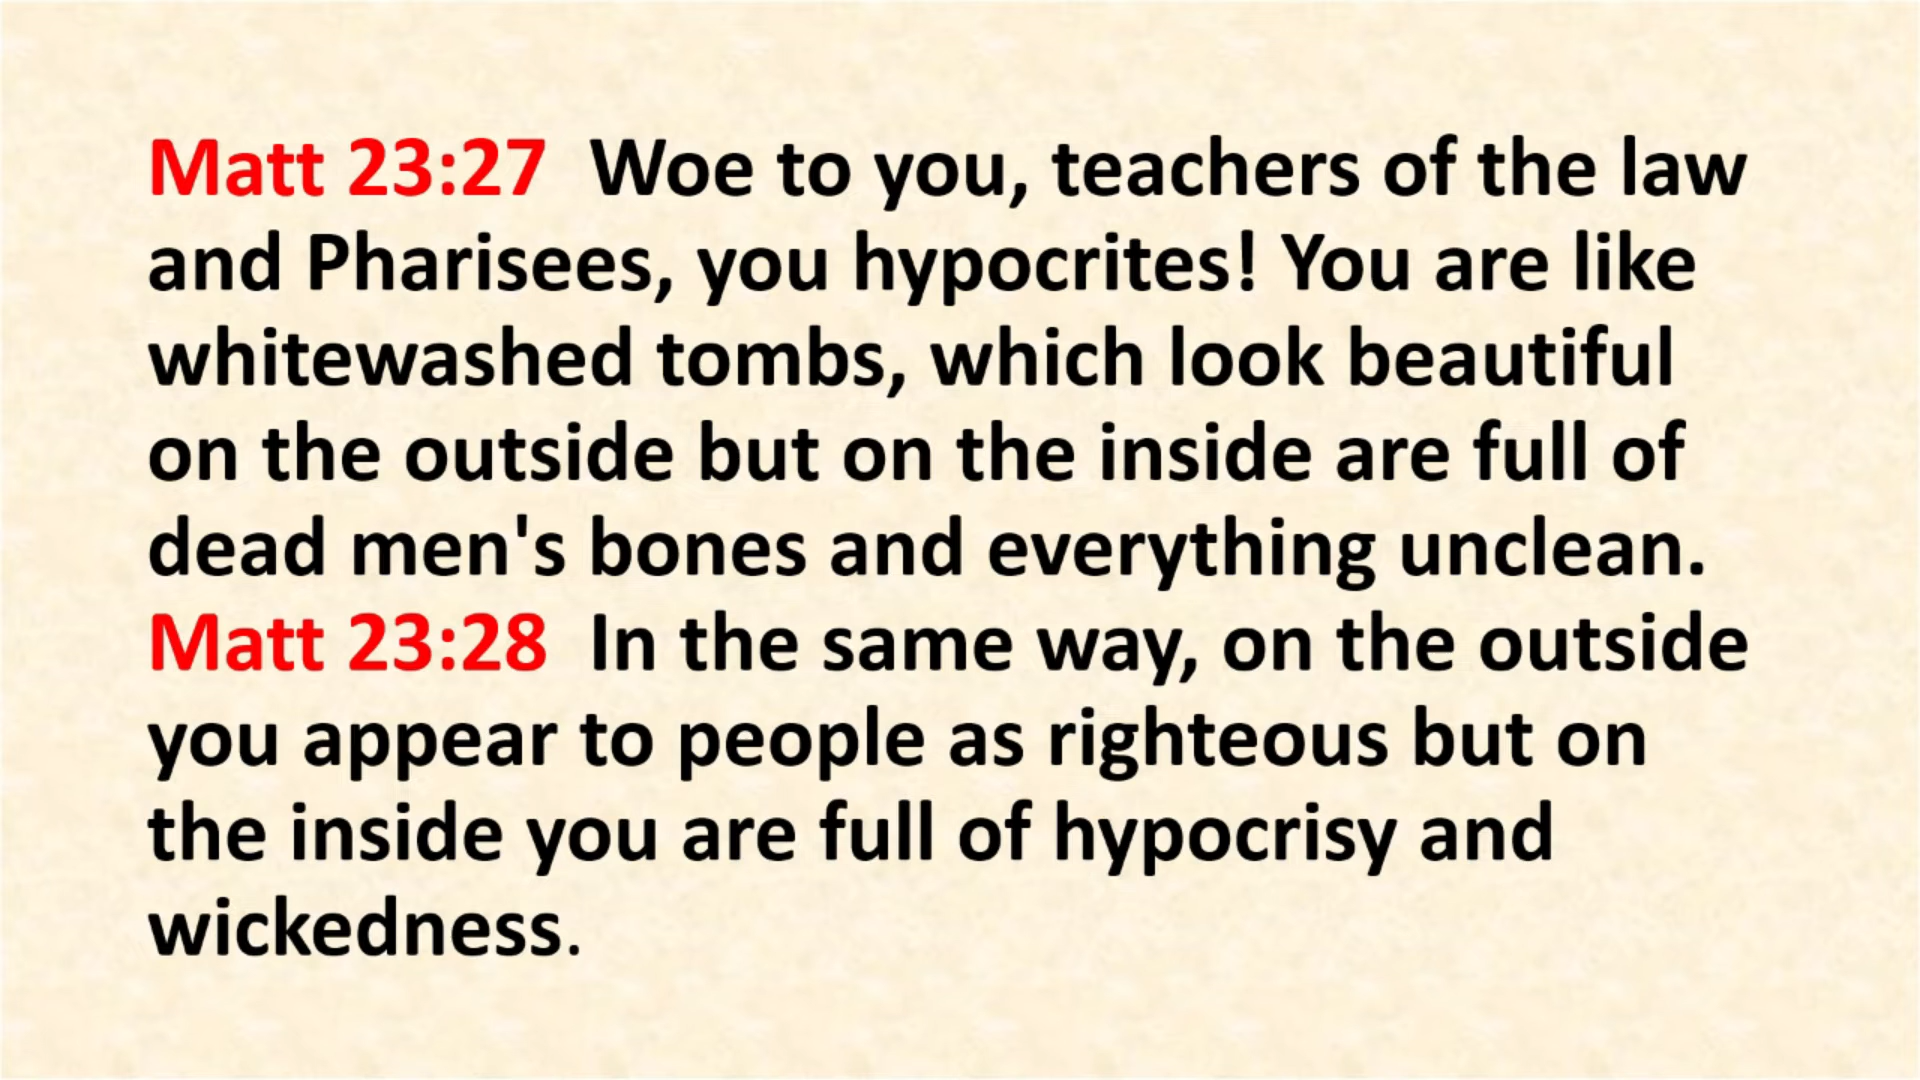 Matt 23:27  Woe to you, teachers of the law
and Pharisees, you hypocrites! You are like
whitewashed tombs, which look beautiful
on the outside but on the inside are full of
dead men's bones and everything unclean.
Matt 23:28  In the same way, on the outside
you appear to people as righteous but on
the inside you are full of hypocrisy and
wickedness.